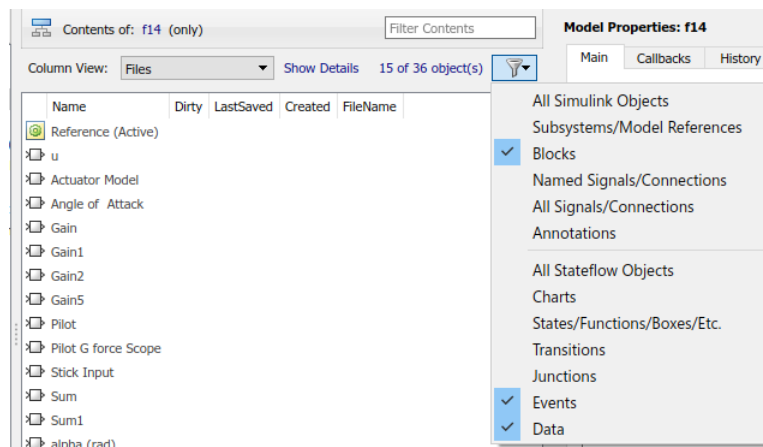 Contents of: f14 (only)
Filter Contents
Model Properties: f14
Column View: Files
Show Details
15 of 36 object(s)
Main
Callbacks
History
Name Dirty LastSaved Created FileName
Reference (Active)
u
Actuator Model
Angle of Attack
Gain
Gain1
Gain2
Gain5
Pilot
Pilot G force Scope
Stick Input
Sum
Sum1
alpha (rad)
All Simulink Objects
Subsystems/Model References
Blocks
Named Signals/Connections
All Signals/Connections
Annotations
All Stateflow Objects
Charts
States/Functions/Boxes/Etc.
Transitions
Junctions
Events
Data